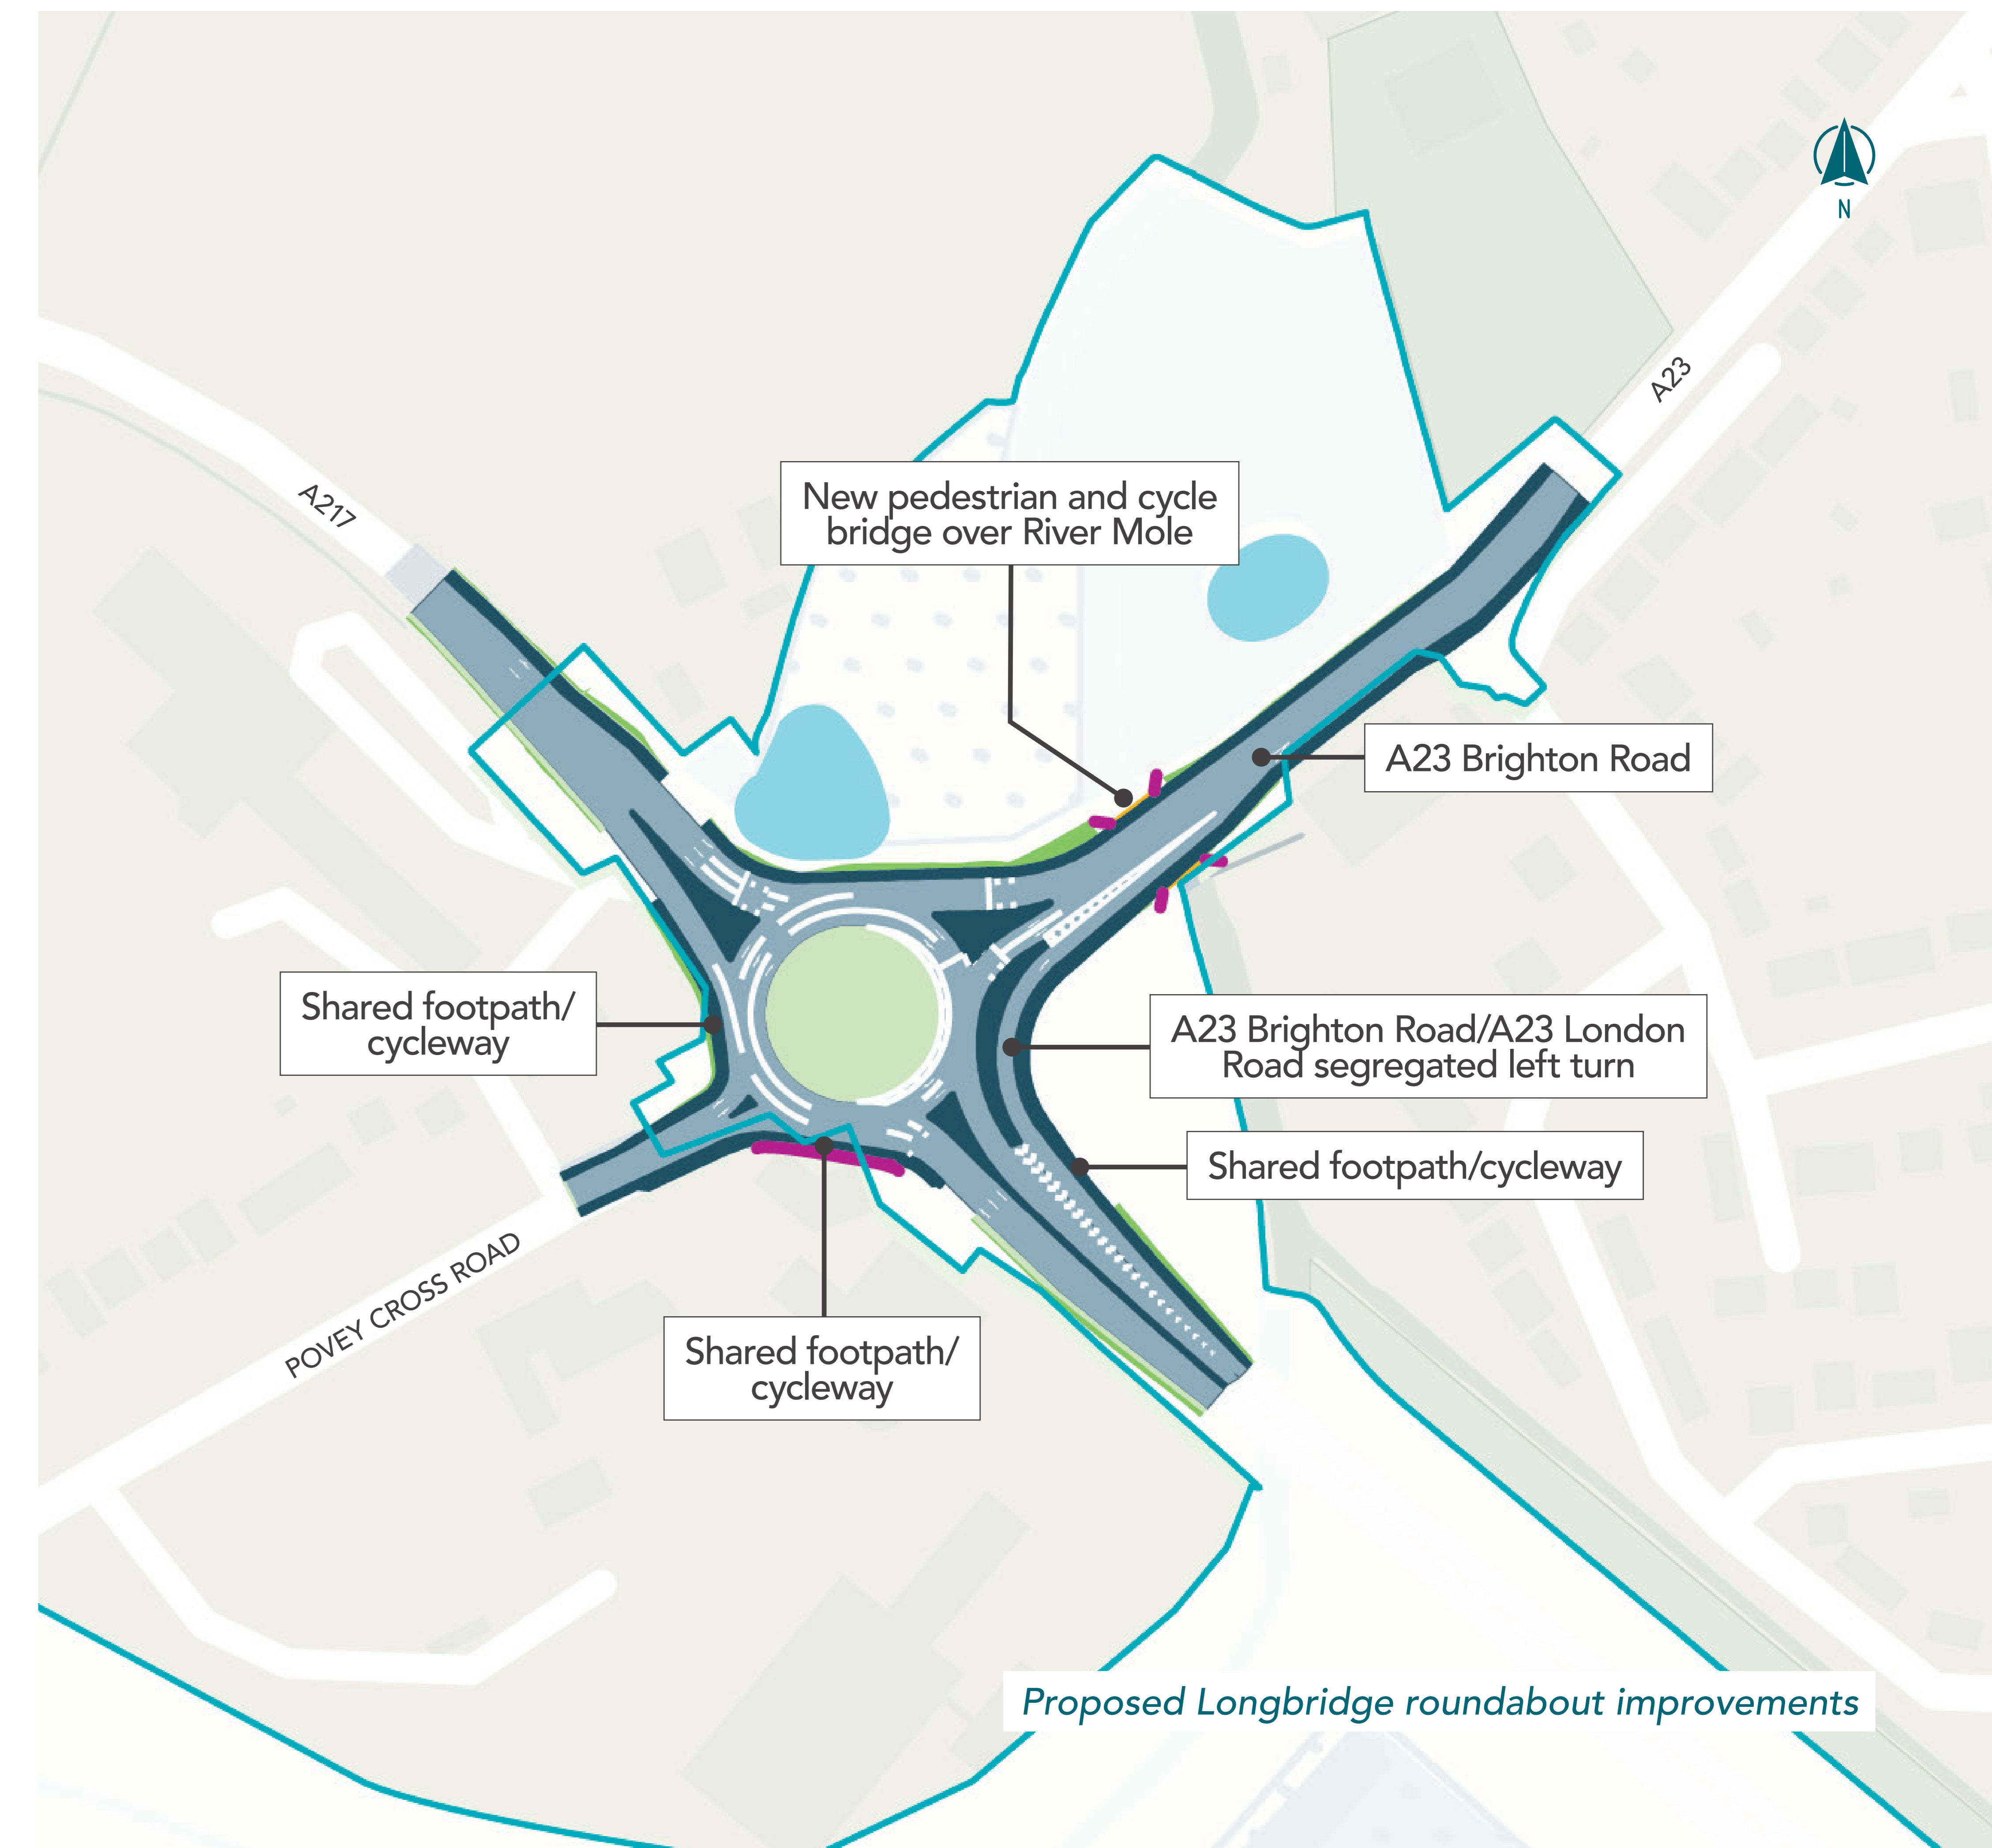 N
A23
A217
New pedestrian and cycle
bridge over River Mole
A23 Brighton Road
Shared footpath/
cycleway
A23 Brighton Road/A23 London
Road segregated left turn
Shared footpath/cycleway
POVEY CROSS ROAD
Shared footpath/
cycleway
Proposed Longbridge roundabout improvements